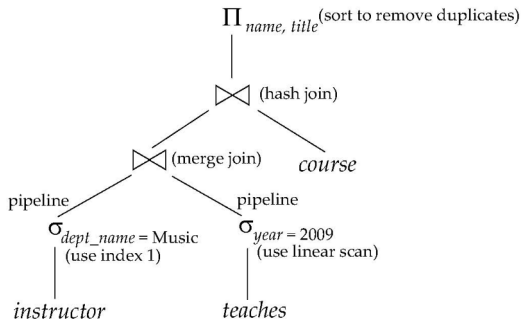 Π name, title (sort to remove duplicates)
(hash join)
(merge join)
course
pipeline
pipeline
σ dept_name = Music
σ year = 2009
(use index 1)
(use linear scan)
instructor
teaches